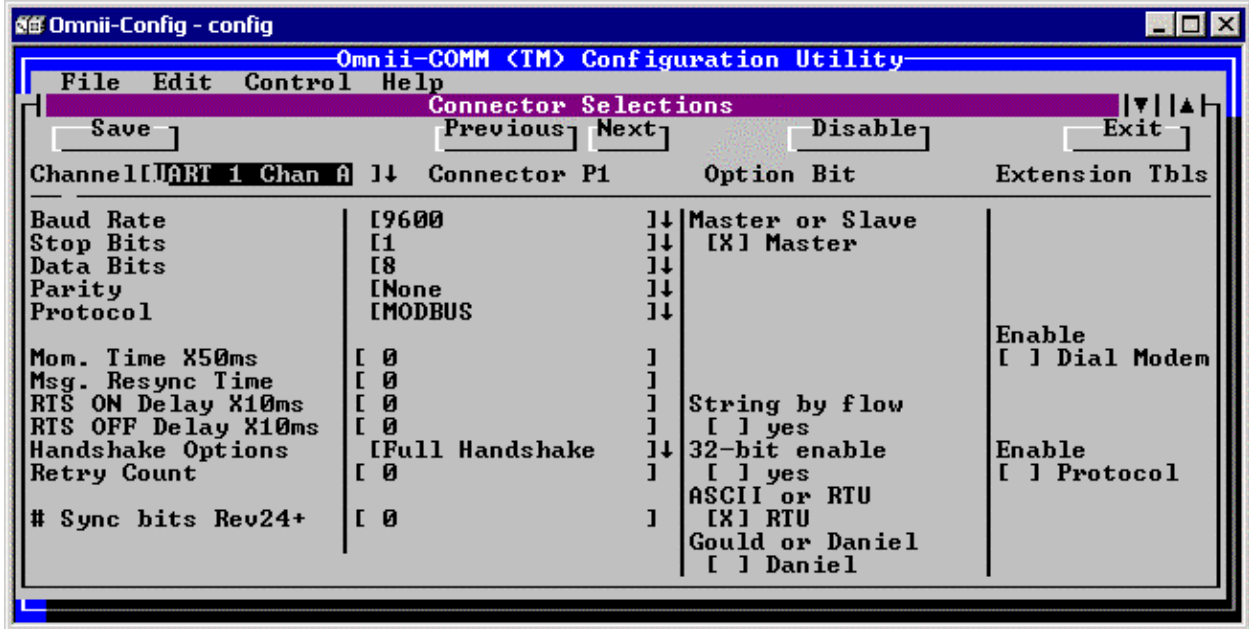 Omnii-Config - config
Omnii-COMM (TM) Configuration Utility
File Edit Control Help
Connector Selections
Save Previous Next Disable Exit
Channel[UART 1 Chan A ]↓ Connector P1 Option Bit Extension Tbls
Baud Rate [9600 ]↓ Master or Slave
Stop Bits [1 ]↓ [X] Master
Data Bits [8 ]↓
Parity [None ]↓
Protocol [MODBUS ]↓
Enable
Mom. Time X50ms [ 0 ] [ ] Dial Modem
Msg. Resync Time [ 0 ]
RTS ON Delay X10ms [ 0 ] String by flow
RTS OFF Delay X10ms [ 0 ] [ ] yes
Handshake Options [Full Handshake ]↓ 32-bit enable Enable
Retry Count [ 0 ] [ ] yes [ ] Protocol
ASCII or RTU
# Sync bits Rev24+ [ 0 ] [X] RTU
Gould or Daniel
[ ] Daniel